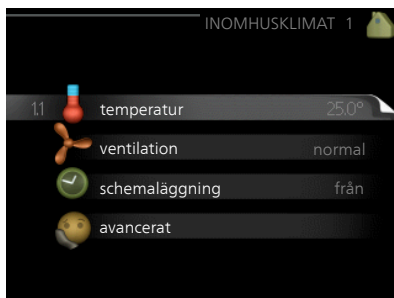 INOMHUSKLIMAT 1
1.1 temperatur 25.0°
ventilation normal
schemaläggning från
avancerat